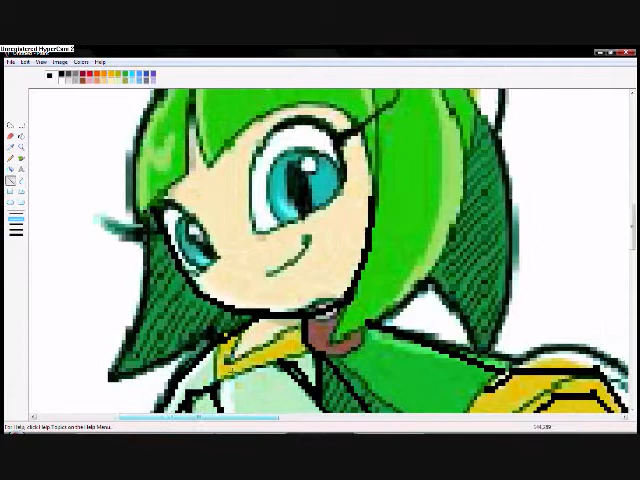 Unregistered HyperCam 2
File Edit View Image Colors Help
For Help, click Help Topics on the Help Menu.